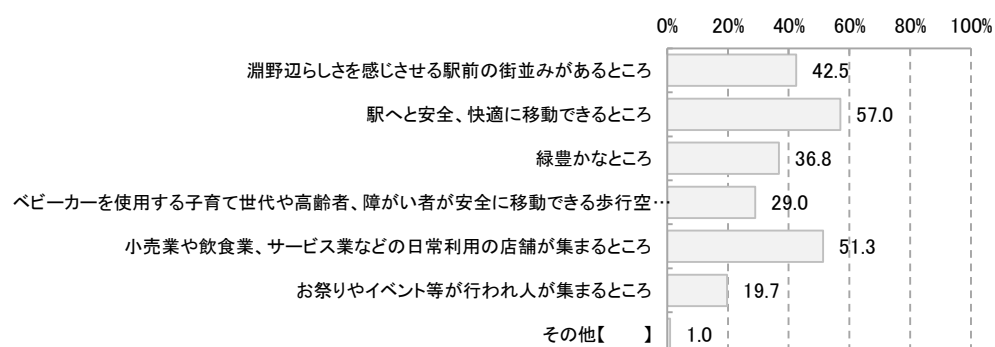 0% 20% 40% 60% 80% 100%
淵野辺らしさを感じさせる駅前の街並みがあるところ 42.5
駅へと安全、快適に移動できるところ 57.0
緑豊かなところ 36.8
ベビーカーを使用する子育て世代や高齢者、障がい者が安全に移動できる歩行空… 29.0
小売業や飲食業、サービス業などの日常利用の店舗が集まるところ 51.3
お祭りやイベント等が行われ人が集まるところ 19.7
その他【　　】 1.0